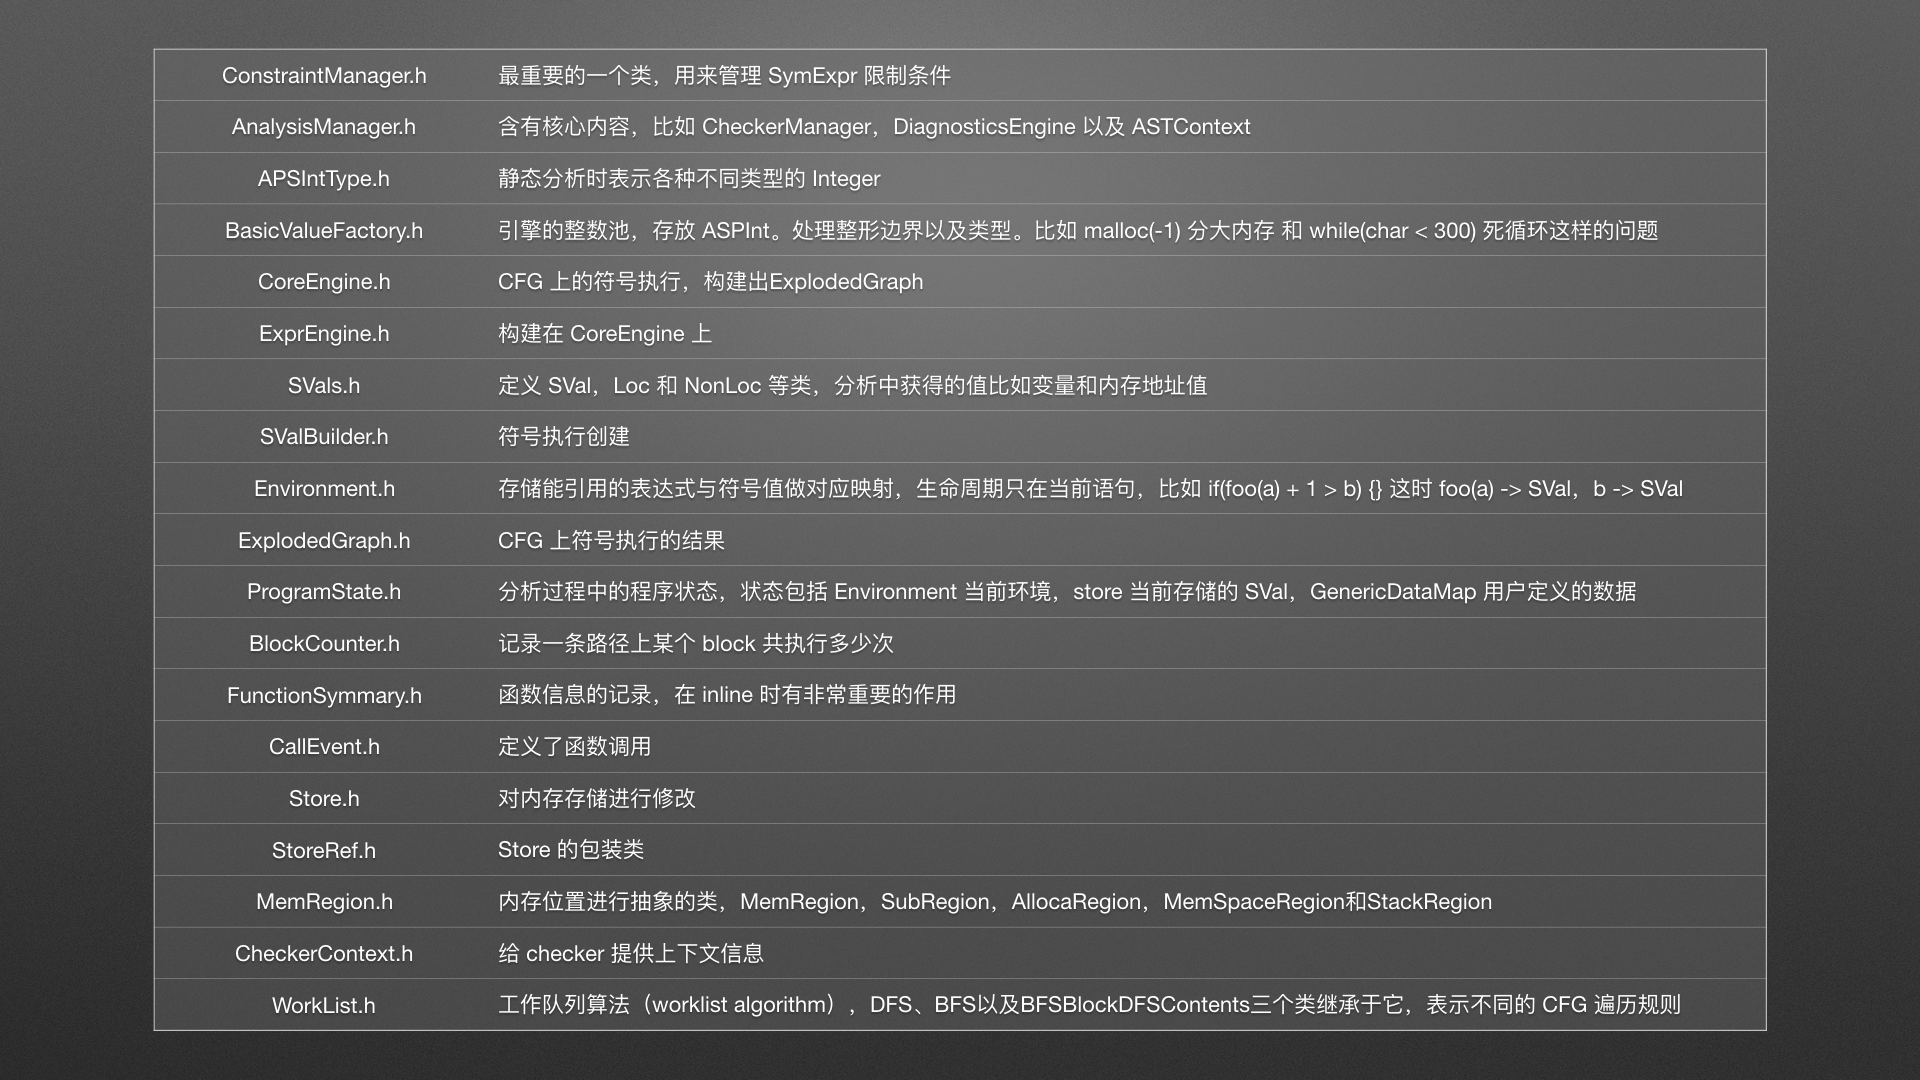 ConstraintManager.h 最重要的一个类，用来管理 SymExpr 限制条件
AnalysisManager.h 含有核心内容，比如 CheckerManager，DiagnosticsEngine 以及 ASTContext
APSIntType.h 静态分析时表示各种不同类型的 Integer
BasicValueFactory.h 引擎的整数池，存放 ASPInt。处理整形边界以及类型。比如 malloc(-1) 分大内存 和 while(char < 300) 死循环这样的问题
CoreEngine.h CFG 上的符号执行，构建出ExplodedGraph
ExprEngine.h 构建在 CoreEngine 上
SVals.h 定义 SVal，Loc 和 NonLoc 等类，分析中获得的值比如变量和内存地址值
SValBuilder.h 符号执行创建
Environment.h 存储能引用的表达式与符号值做对应映射，生命周期只在当前语句，比如 if(foo(a) + 1 > b) {} 这时 foo(a) -> SVal，b -> SVal
ExplodedGraph.h CFG 上符号执行的结果
ProgramState.h 分析过程中的程序状态，状态包括 Environment 当前环境，store 当前存储的 SVal，GenericDataMap 用户定义的数据
BlockCounter.h 记录一条路径上某个 block 共执行多少次
FunctionSymmary.h 函数信息的记录，在 inline 时有非常重要的作用
CallEvent.h 定义了函数调用
Store.h 对内存存储进行修改
StoreRef.h Store 的包装类
MemRegion.h 内存位置进行抽象的类，MemRegion，SubRegion，AllocaRegion，MemSpaceRegion和StackRegion
CheckerContext.h 给 checker 提供上下文信息
WorkList.h 工作队列算法（worklist algorithm），DFS、BFS以及BFSBlockDFSContents三个类继承于它，表示不同的 CFG 遍历规则